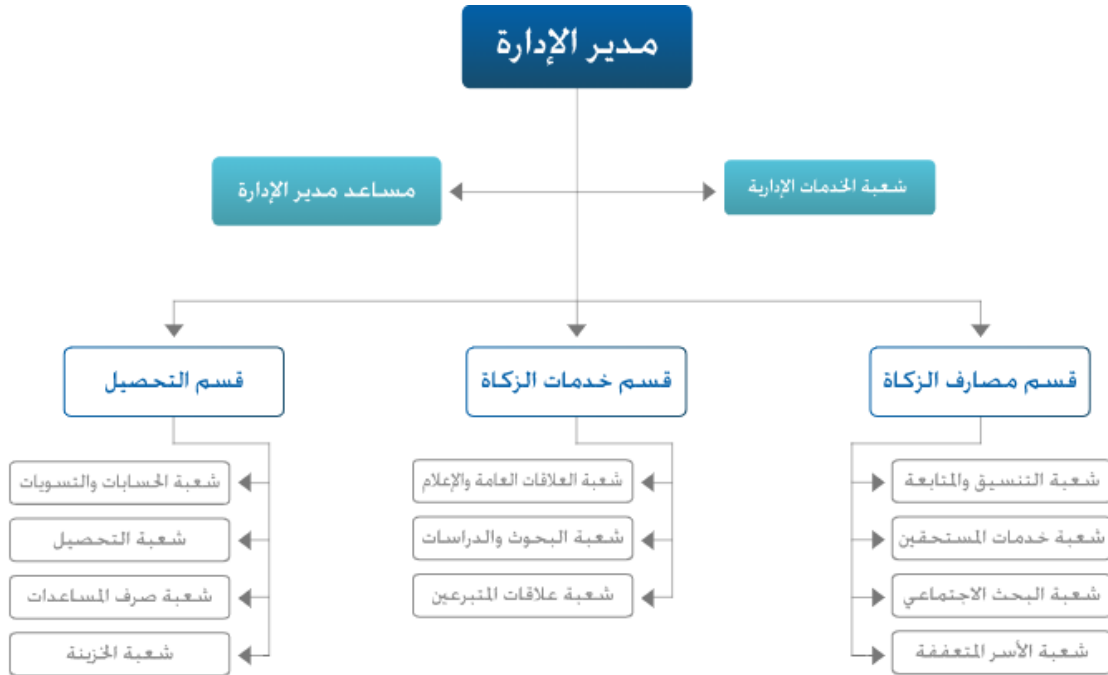 مدير الإدارة
شعبة الخدمات الإدارية
مساعد مدير الإدارة
قسم مصارف الزكاة
قسم خدمات الزكاة
قسم التحصيل
شعبة التنسيق والمتابعة
شعبة خدمات المستحقين
شعبة البحث الاجتماعي
شعبة الأسر المتعففة
شعبة العلاقات العامة والإعلام
شعبة البحوث والدراسات
شعبة علاقات المتبرعين
شعبة الحسابات والتسويات
شعبة التحصيل
شعبة صرف المساعدات
شعبة الخزينة